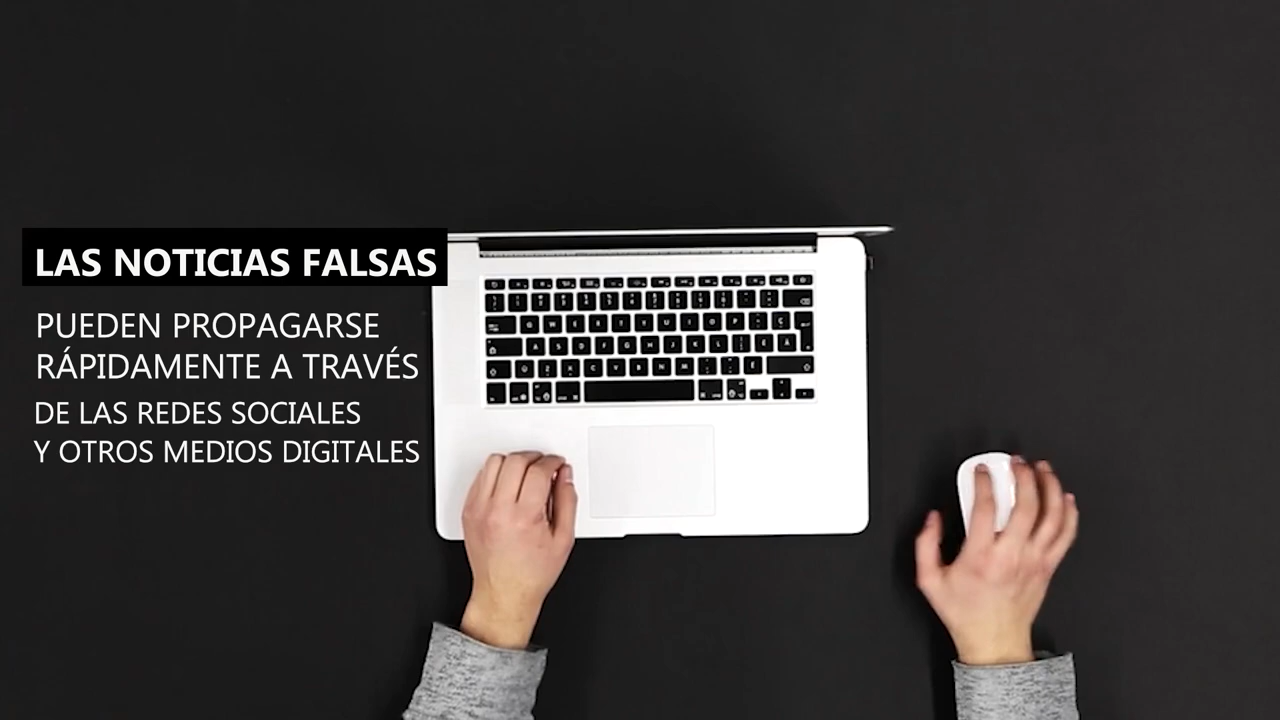 LAS NOTICIAS FALSAS
PUEDEN PROPAGARSE
RÁPIDAMENTE A TRAVÉS
DE LAS REDES SOCIALES
Y OTROS MEDIOS DIGITALES